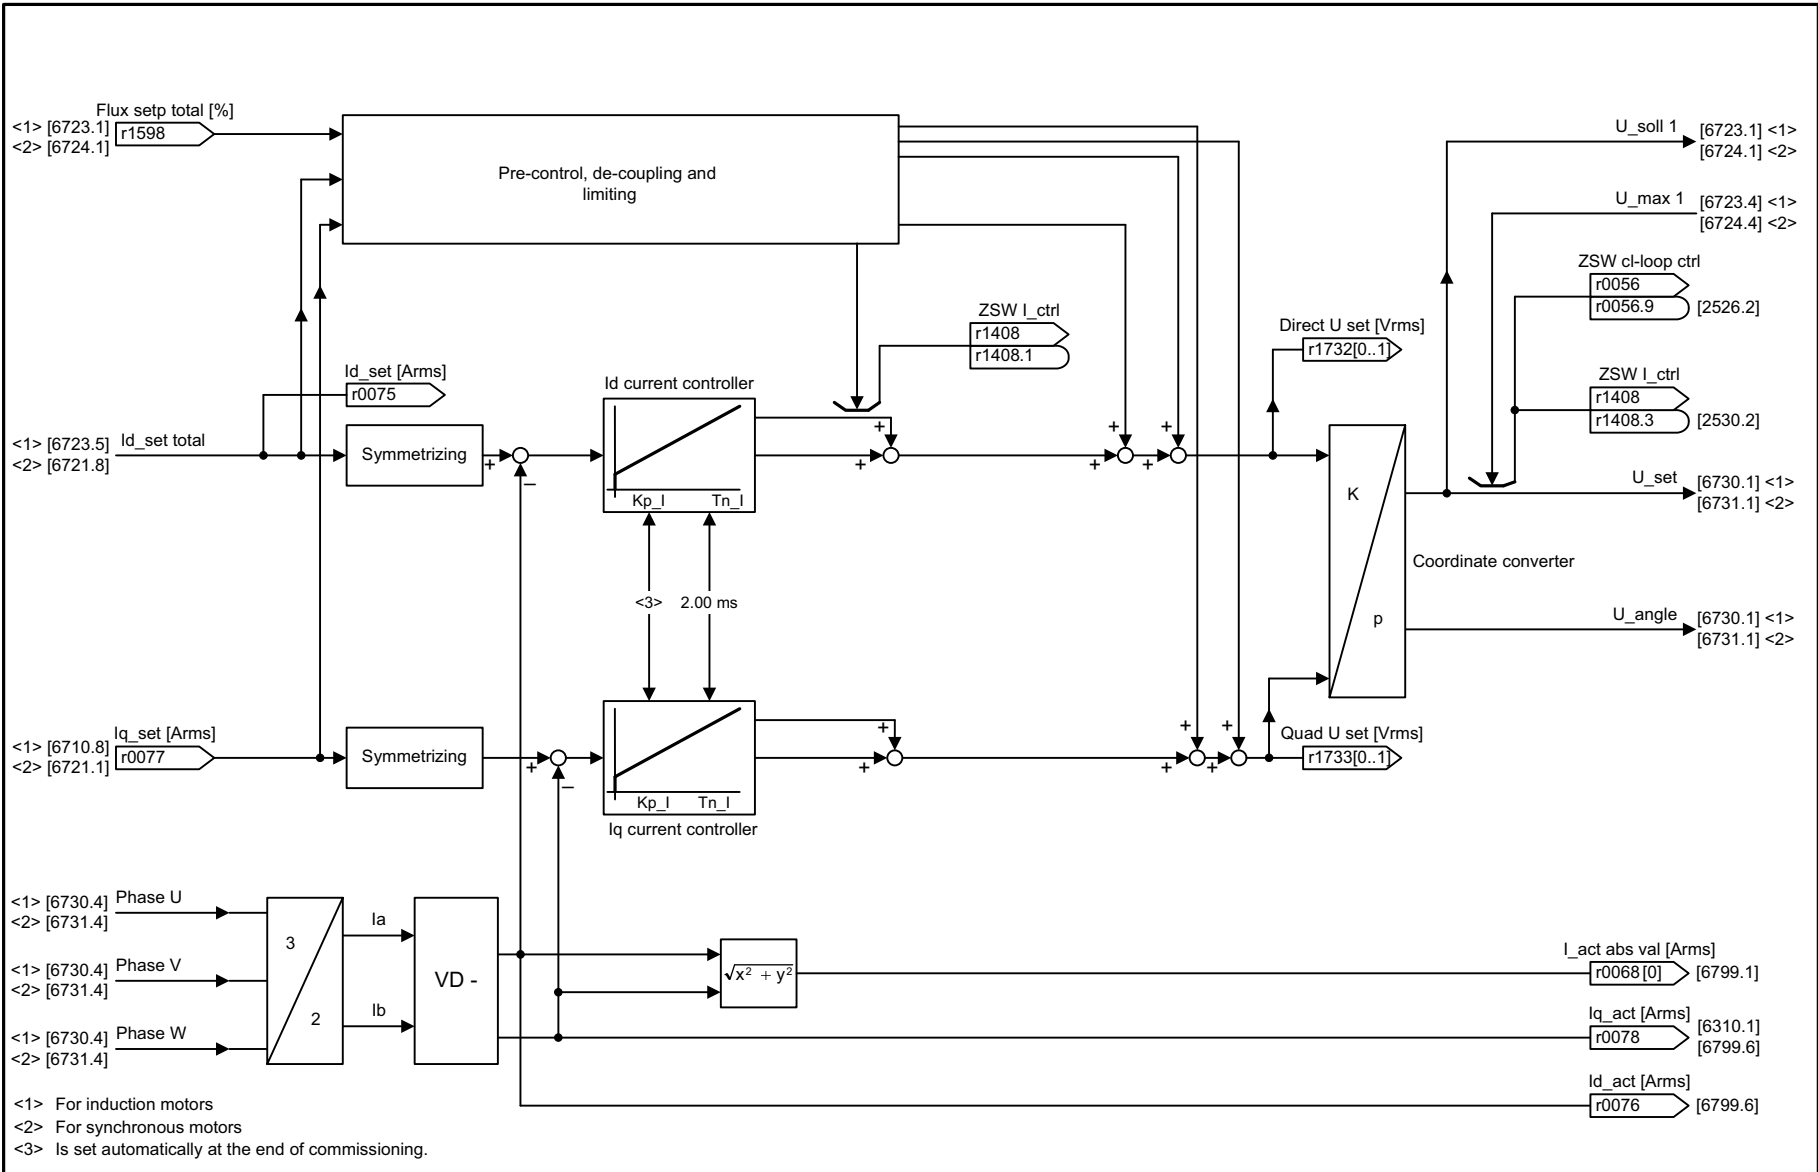 Flux setp total [%]
<1> [6723.1]
<2> [6724.1]
r1598
Pre-control, de-coupling and
limiting
U_soll 1
[6723.1] <1>
[6724.1] <2>
U_max 1
[6723.4] <1>
[6724.4] <2>
ZSW cl-loop ctrl
r0056
r0056.9
[2526.2]
ZSW I_ctrl
r1408
r1408.1
Direct U set [Vrms]
r1732[0..1]
ZSW I_ctrl
r1408
r1408.3
[2530.2]
Id_set [Arms]
r0075
Id current controller
<1> [6723.5]
<2> [6721.8]
Id_set total
Symmetrizing
+
–
Kp_I
Tn_I
+
+
+
+
+
+
K
p
U_set
[6730.1] <1>
[6731.1] <2>
Coordinate converter
<3>
2.00 ms
U_angle
[6730.1] <1>
[6731.1] <2>
Iq_set [Arms]
<1> [6710.8]
<2> [6721.1]
r0077
Symmetrizing
+
–
Kp_I
Tn_I
Iq current controller
+
+
+
+
+
+
Quad U set [Vrms]
r1733[0..1]
<1> [6730.4]
<2> [6731.4]
Phase U
<1> [6730.4]
<2> [6731.4]
Phase V
<1> [6730.4]
<2> [6731.4]
Phase W
3
2
Ia
Ib
VD -
√x² + y²
I_act abs val [Arms]
r0068[0]
[6799.1]
Iq_act [Arms]
r0078
[6310.1]
[6799.6]
Id_act [Arms]
r0076
[6799.6]
<1> For induction motors
<2> For synchronous motors
<3> Is set automatically at the end of commissioning.